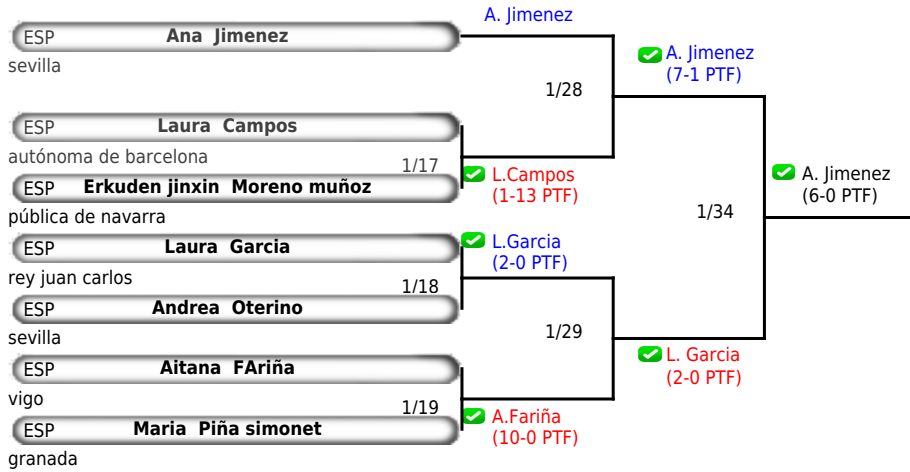 A. Jimenez
ESP Ana Jimenez
sevilla
A. Jimenez
(7-1 PTF)
1/28
ESP Laura Campos
autónoma de barcelona
1/17
L.Campos
(1-13 PTF)
ESP Erkuden jinxin Moreno muñoz
pública de navarra
A. Jimenez
(6-0 PTF)
1/34
ESP Laura Garcia
rey juan carlos
L.Garcia
(2-0 PTF)
1/18
ESP Andrea Oterino
sevilla
1/29
L. Garcia
(2-0 PTF)
ESP Aitana FAriña
vigo
1/19
A.Fariña
(10-0 PTF)
ESP Maria Piña simonet
granada